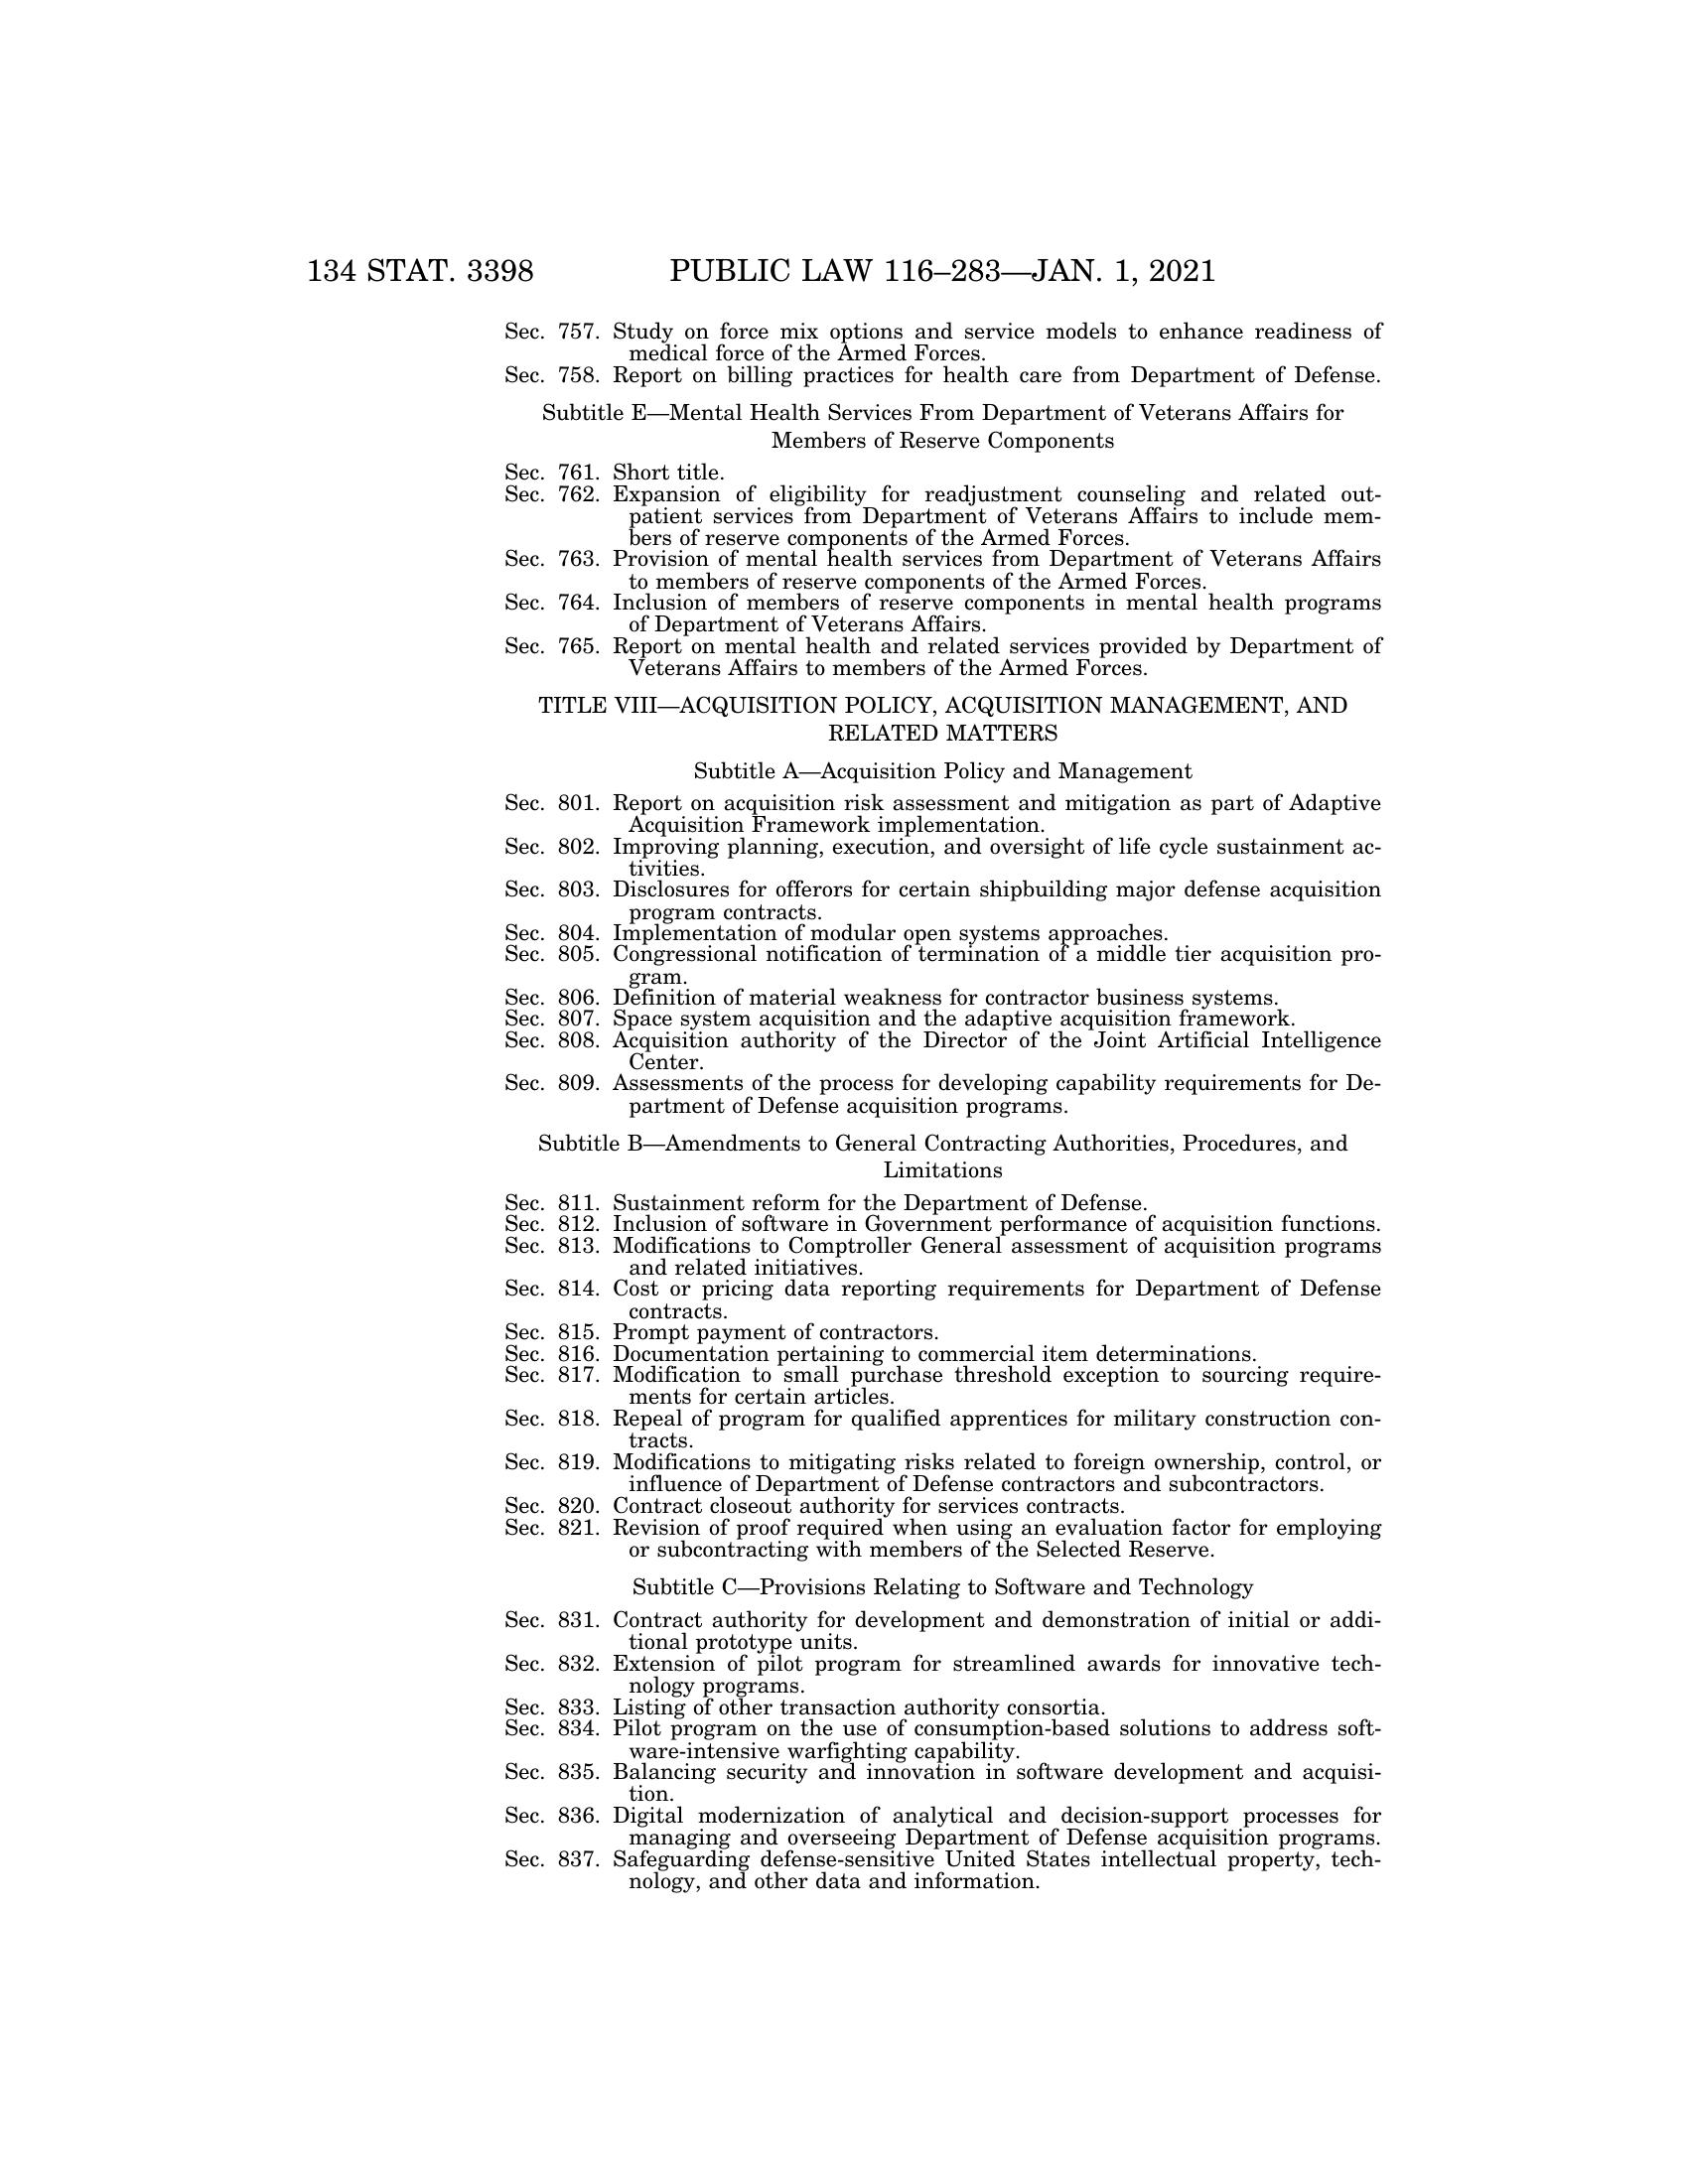 134 STAT. 3398 PUBLIC LAW 116–283—JAN. 1, 2021
Sec. 757. Study on force mix options and service models to enhance readiness of
medical force of the Armed Forces.
Sec. 758. Report on billing practices for health care from Department of Defense.
Subtitle E—Mental Health Services From Department of Veterans Affairs for
Members of Reserve Components
Sec. 761. Short title.
Sec. 762. Expansion of eligibility for readjustment counseling and related out-
patient services from Department of Veterans Affairs to include mem-
bers of reserve components of the Armed Forces.
Sec. 763. Provision of mental health services from Department of Veterans Affairs
to members of reserve components of the Armed Forces.
Sec. 764. Inclusion of members of reserve components in mental health programs
of Department of Veterans Affairs.
Sec. 765. Report on mental health and related services provided by Department of
Veterans Affairs to members of the Armed Forces.
TITLE VIII—ACQUISITION POLICY, ACQUISITION MANAGEMENT, AND
RELATED MATTERS
Subtitle A—Acquisition Policy and Management
Sec. 801. Report on acquisition risk assessment and mitigation as part of Adaptive
Acquisition Framework implementation.
Sec. 802. Improving planning, execution, and oversight of life cycle sustainment ac-
tivities.
Sec. 803. Disclosures for offerors for certain shipbuilding major defense acquisition
program contracts.
Sec. 804. Implementation of modular open systems approaches.
Sec. 805. Congressional notification of termination of a middle tier acquisition pro-
gram.
Sec. 806. Definition of material weakness for contractor business systems.
Sec. 807. Space system acquisition and the adaptive acquisition framework.
Sec. 808. Acquisition authority of the Director of the Joint Artificial Intelligence
Center.
Sec. 809. Assessments of the process for developing capability requirements for De-
partment of Defense acquisition programs.
Subtitle B—Amendments to General Contracting Authorities, Procedures, and
Limitations
Sec. 811. Sustainment reform for the Department of Defense.
Sec. 812. Inclusion of software in Government performance of acquisition functions.
Sec. 813. Modifications to Comptroller General assessment of acquisition programs
and related initiatives.
Sec. 814. Cost or pricing data reporting requirements for Department of Defense
contracts.
Sec. 815. Prompt payment of contractors.
Sec. 816. Documentation pertaining to commercial item determinations.
Sec. 817. Modification to small purchase threshold exception to sourcing require-
ments for certain articles.
Sec. 818. Repeal of program for qualified apprentices for military construction con-
tracts.
Sec. 819. Modifications to mitigating risks related to foreign ownership, control, or
influence of Department of Defense contractors and subcontractors.
Sec. 820. Contract closeout authority for services contracts.
Sec. 821. Revision of proof required when using an evaluation factor for employing
or subcontracting with members of the Selected Reserve.
Subtitle C—Provisions Relating to Software and Technology
Sec. 831. Contract authority for development and demonstration of initial or addi-
tional prototype units.
Sec. 832. Extension of pilot program for streamlined awards for innovative tech-
nology programs.
Sec. 833. Listing of other transaction authority consortia.
Sec. 834. Pilot program on the use of consumption-based solutions to address soft-
ware-intensive warfighting capability.
Sec. 835. Balancing security and innovation in software development and acquisi-
tion.
Sec. 836. Digital modernization of analytical and decision-support processes for
managing and overseeing Department of Defense acquisition programs.
Sec. 837. Safeguarding defense-sensitive United States intellectual property, tech-
nology, and other data and information.